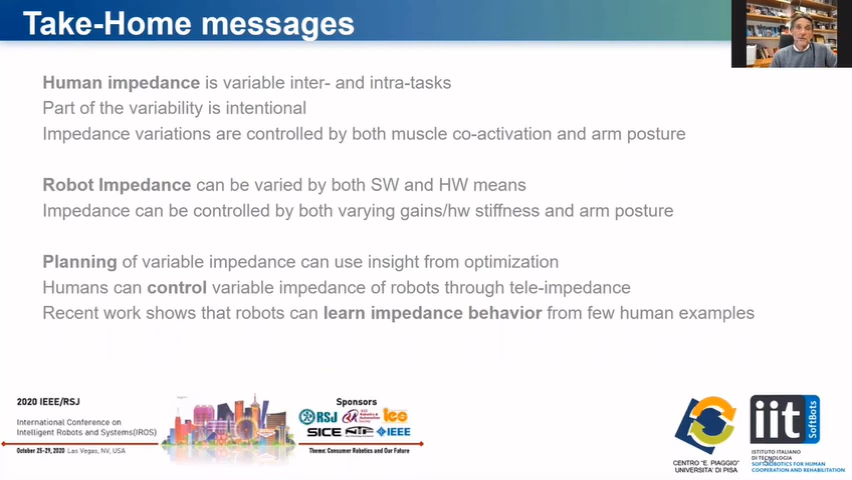 Take-Home messages
Human impedance is variable inter- and intra-tasks
Part of the variability is intentional
Impedance variations are controlled by both muscle co-activation and arm posture
Robot Impedance can be varied by both SW and HW means
Impedance can be controlled by both varying gains/hw stiffness and arm posture
Planning of variable impedance can use insight from optimization
Humans can control variable impedance of robots through tele-impedance
Recent work shows that robots can learn impedance behavior from few human examples
2020 IEEE/RSJ
International Conference on
Intelligent Robots and Systems(IROS)
October 25-29, 2020 Las Vegas, NV, USA
Sponsors
RSJ
SICE
IEEE
Theme: Consumer Robotics and Our Future
CENTRO "E. PIAGGIO"
UNIVERSITA' DI PISA
iit
SoftBots
ISTITUTO ITALIANO
DI TECNOLOGIA
SOFT ROBOTICS FOR HUMAN
COOPERATION AND REHABILITATION